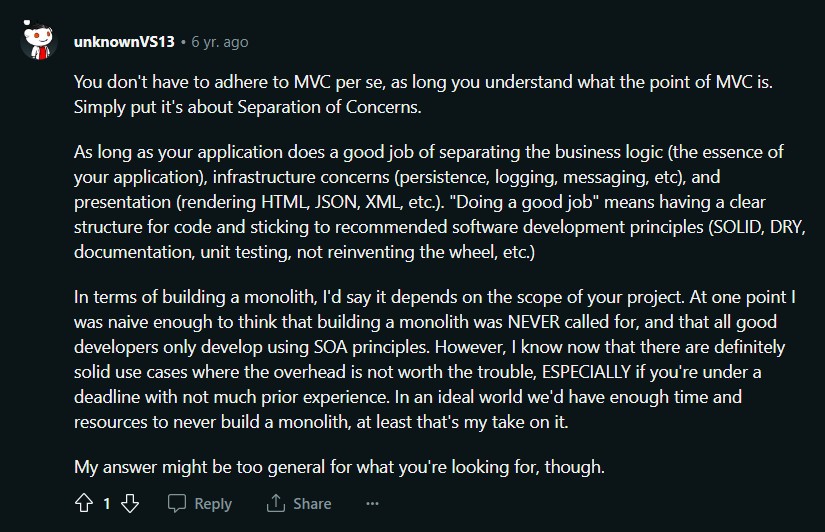 unknownVS13 • 6 yr. ago
You don't have to adhere to MVC per se, as long you understand what the point of MVC is.
Simply put it's about Separation of Concerns.
As long as your application does a good job of separating the business logic (the essence of
your application), infrastructure concerns (persistence, logging, messaging, etc), and
presentation (rendering HTML, JSON, XML, etc.). "Doing a good job" means having a clear
structure for code and sticking to recommended software development principles (SOLID, DRY,
documentation, unit testing, not reinventing the wheel, etc.)
In terms of building a monolith, I'd say it depends on the scope of your project. At one point I
was naive enough to think that building a monolith was NEVER called for, and that all good
developers only develop using SOA principles. However, I know now that there are definitely
solid use cases where the overhead is not worth the trouble, ESPECIALLY if you're under a
deadline with not much prior experience. In an ideal world we'd have enough time and
resources to never build a monolith, at least that's my take on it.
My answer might be too general for what you're looking for, though.
1 Reply Share ...